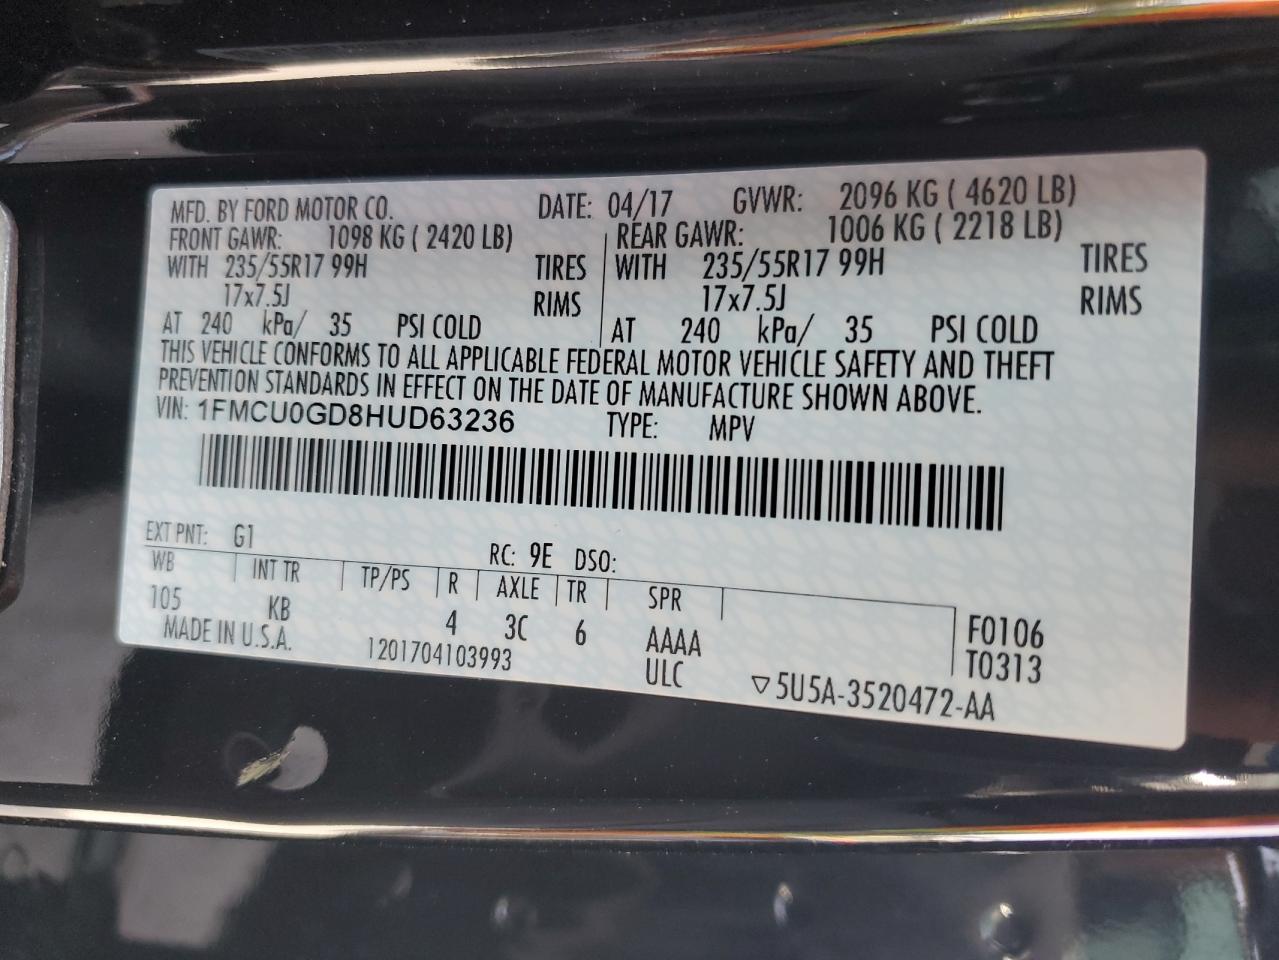 MFD. BY FORD MOTOR CO. DATE: 04/17 GVWR: 2096 KG ( 4620 LB)
FRONT GAWR: 1098 KG ( 2420 LB) REAR GAWR: 1006 KG ( 2218 LB)
WITH 235/55R17 99H TIRES WITH 235/55R17 99H TIRES
17x7.5J RIMS 17x7.5J RIMS
AT 240 kPa/ 35 PSI COLD AT 240 kPa/ 35 PSI COLD
THIS VEHICLE CONFORMS TO ALL APPLICABLE FEDERAL MOTOR VEHICLE SAFETY AND THEFT
PREVENTION STANDARDS IN EFFECT ON THE DATE OF MANUFACTURE SHOWN ABOVE.
VIN: 1FMCU0GD8HUD63236 TYPE: MPV
EXT PNT: G1 RC: 9E DSO:
WB INT TR TP/PS R AXLE TR SPR
105 KB 4 3C 6 AAAA F0106
MADE IN U.S.A. 1201704103993 ULC T0313
▽5U5A-3520472-AA